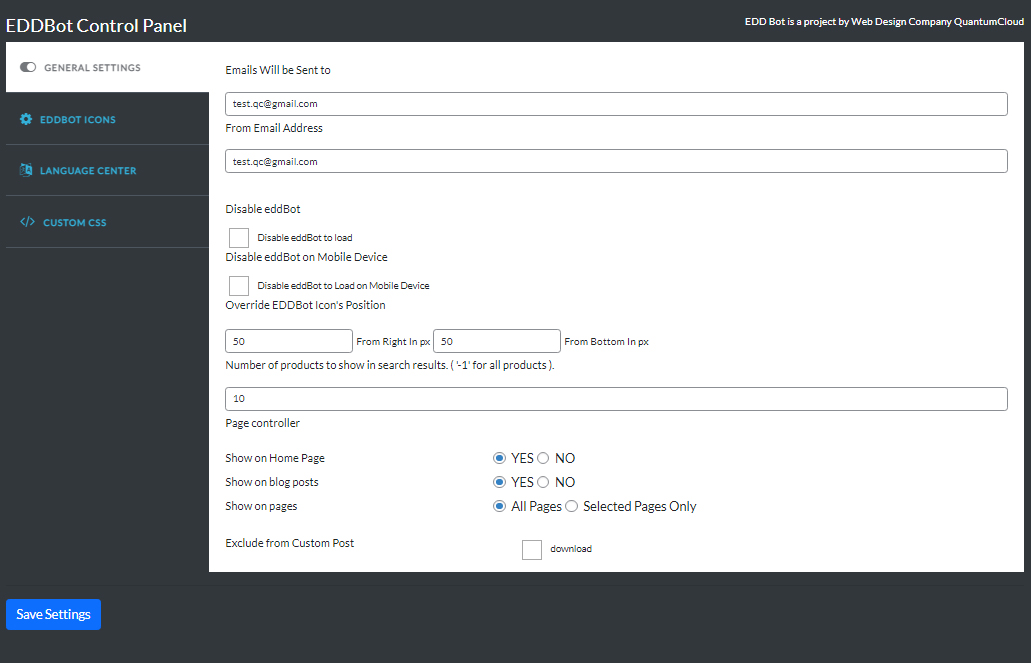 EDDBot Control Panel
EDD Bot is a project by Web Design Company QuantumCloud
GENERAL SETTINGS
EDDBOT ICONS
LANGUAGE CENTER
CUSTOM CSS
Emails Will be Sent to
test.qc@gmail.com
From Email Address
test.qc@gmail.com
Disable eddBot
Disable eddBot to load
Disable eddBot on Mobile Device
Disable eddBot to Load on Mobile Device
Override EDDBot Icon's Position
50 From Right In px 50 From Bottom In px
Number of products to show in search results. ( '-1' for all products ).
10
Page controller
Show on Home Page YES NO
Show on blog posts YES NO
Show on pages All Pages Selected Pages Only
Exclude from Custom Post download
Save Settings